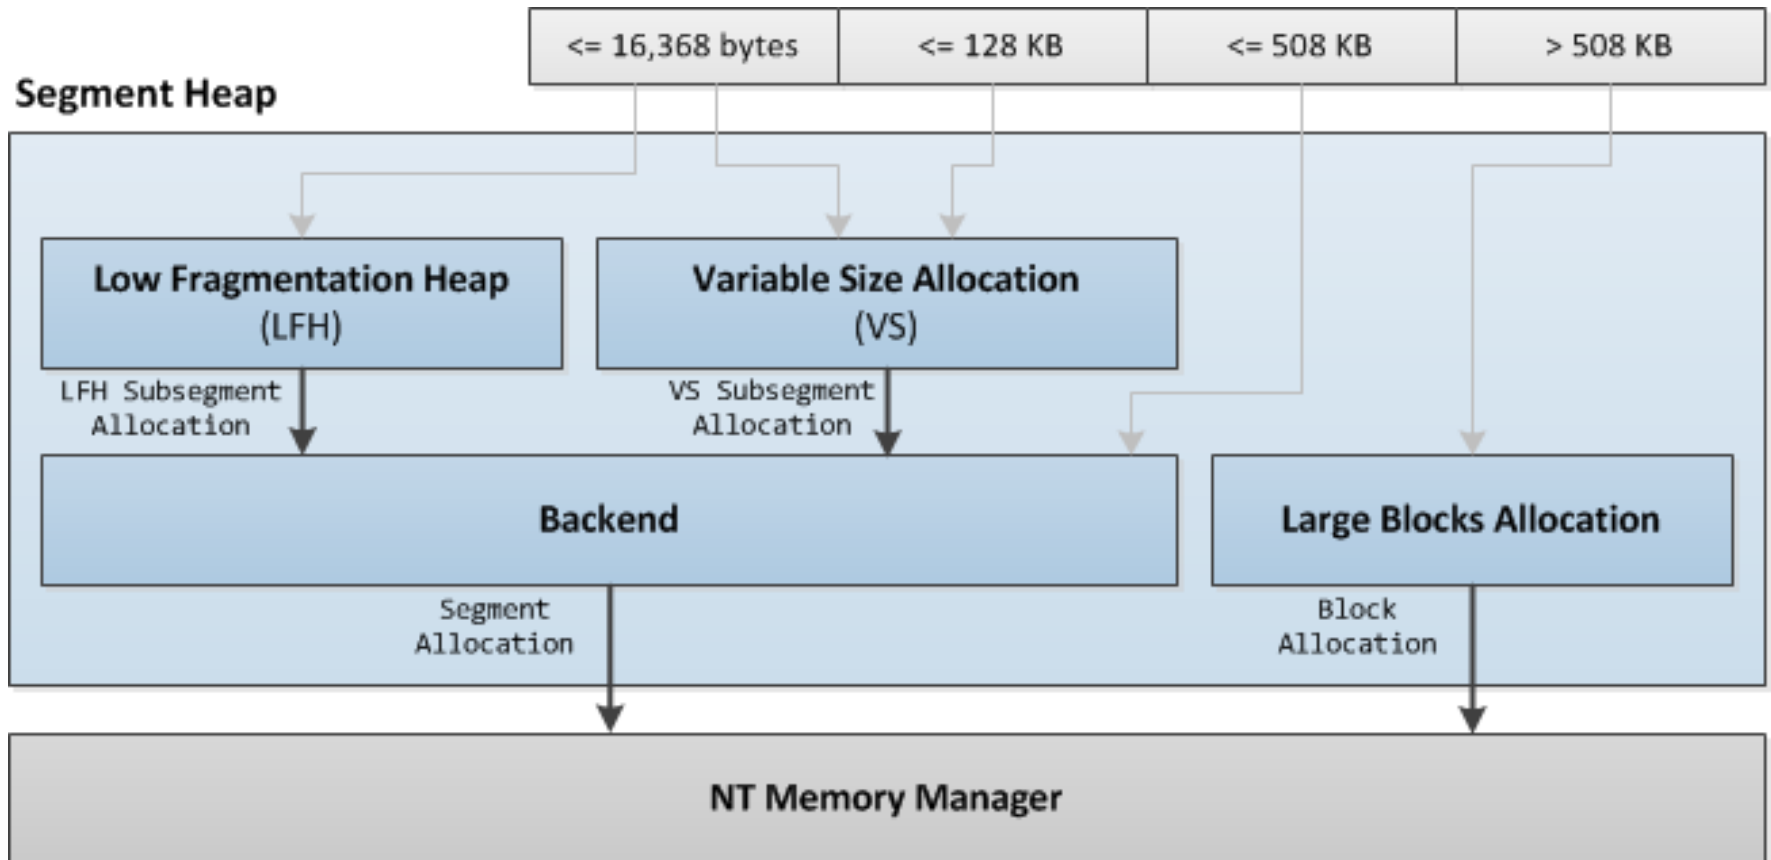 <= 16,368 bytes
<= 128 KB
<= 508 KB
> 508 KB
Segment Heap
Low Fragmentation Heap
(LFH)
Variable Size Allocation
(VS)
LFH Subsegment
Allocation
VS Subsegment
Allocation
Backend
Large Blocks Allocation
Segment
Allocation
Block
Allocation
NT Memory Manager